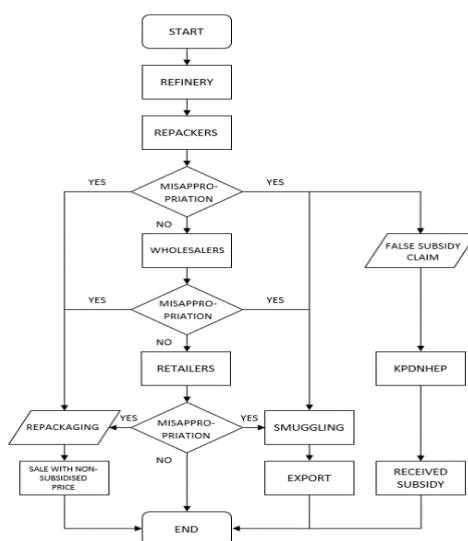 START
REFINERY
REPACKERS
YES
MISAPPRO-
PRIATION
YES
NO
WHOLESALERS
FALSE SUBSIDY
CLAIM
YES
MISAPPRO-
PRIATION
YES
NO
RETAILERS
KPDNHEP
REPACKAGING
YES
MISAPPRO-
PRIATION
YES
SMUGGLING
NO
SALE WITH NON-
SUBSIDISED
PRICE
EXPORT
RECEIVED
SUBSIDY
END